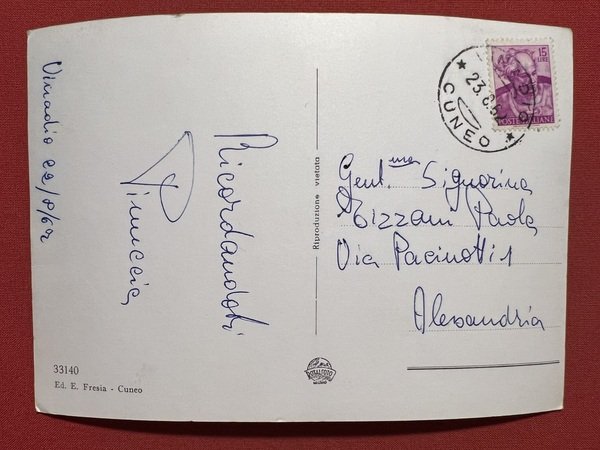 Vinadio 22/8/62
Ricordandoti
Pinuccia
33140
Ed. E. Fresia - Cuneo
Riproduzione vietata
15
LIRE
POSTE ITALIANE
23.8.62
CUNEO
Gent.ma Signorina
Tizzani Paola
Via Pacinotti 1
Alessandria